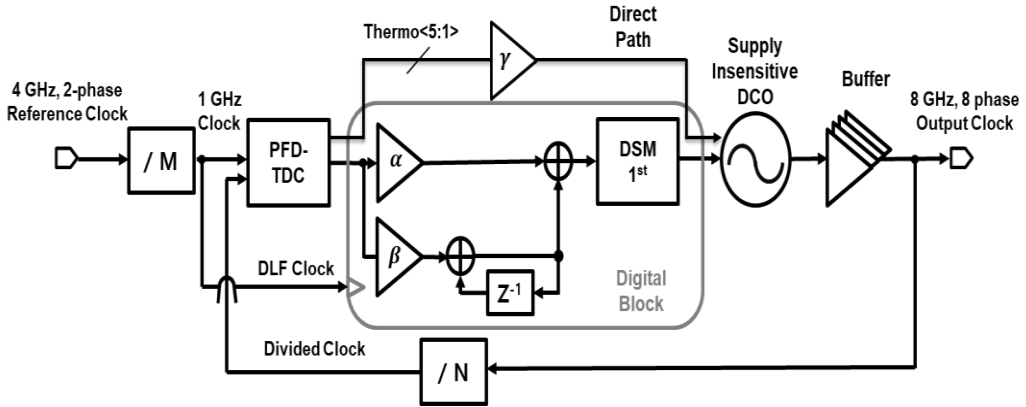 Thermo<5:1>
γ
Direct
Path
Supply
Insensitive
DCO
Buffer
4 GHz, 2-phase
Reference Clock
1 GHz
Clock
8 GHz, 8 phase
Output Clock
/ M
PFD-
TDC
α
DSM
1st
β
DLF Clock
Z-1
Digital
Block
Divided Clock
/ N